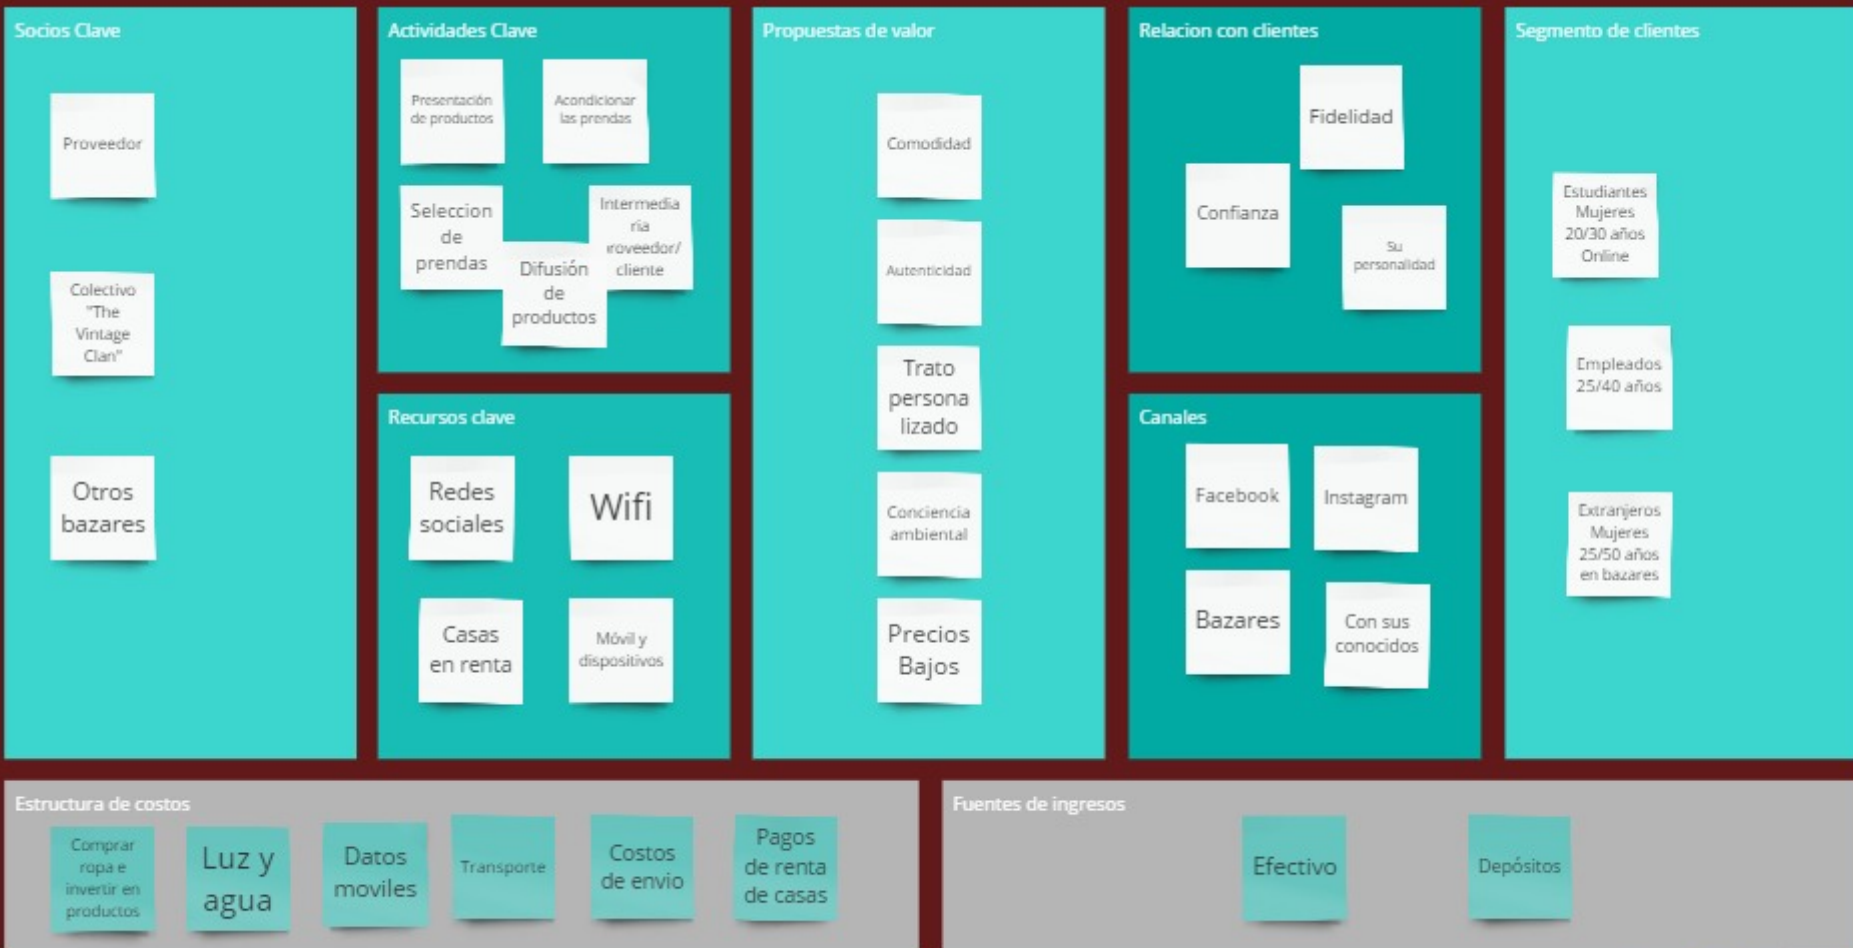 Socios Clave
Proveedor
Colectivo
"The
Vintage
Clan"
Otros
bazares
Actividades Clave
Presentación
de productos
Acondicionar
las prendas
Seleccion
de
prendas
Intermedia
ria
roveedor/
cliente
Difusión
de
productos
Recursos clave
Redes
sociales
Wifi
Casas
en renta
Móvil y
dispositivos
Propuestas de valor
Comodidad
Autenticidad
Trato
persona
lizado
Conciencia
ambiental
Precios
Bajos
Relacion con clientes
Fidelidad
Confianza
Su
personalidad
Canales
Facebook
Instagram
Bazares
Con sus
conocidos
Segmento de clientes
Estudiantes
Mujeres
20/30 años
Online
Empleados
25/40 años
Extranjeros
Mujeres
25/50 años
en bazares
Estructura de costos
Comprar
ropa e
invertir en
productos
Luz y
agua
Datos
moviles
Transporte
Costos
de envio
Pagos
de renta
de casas
Fuentes de ingresos
Efectivo
Depósitos